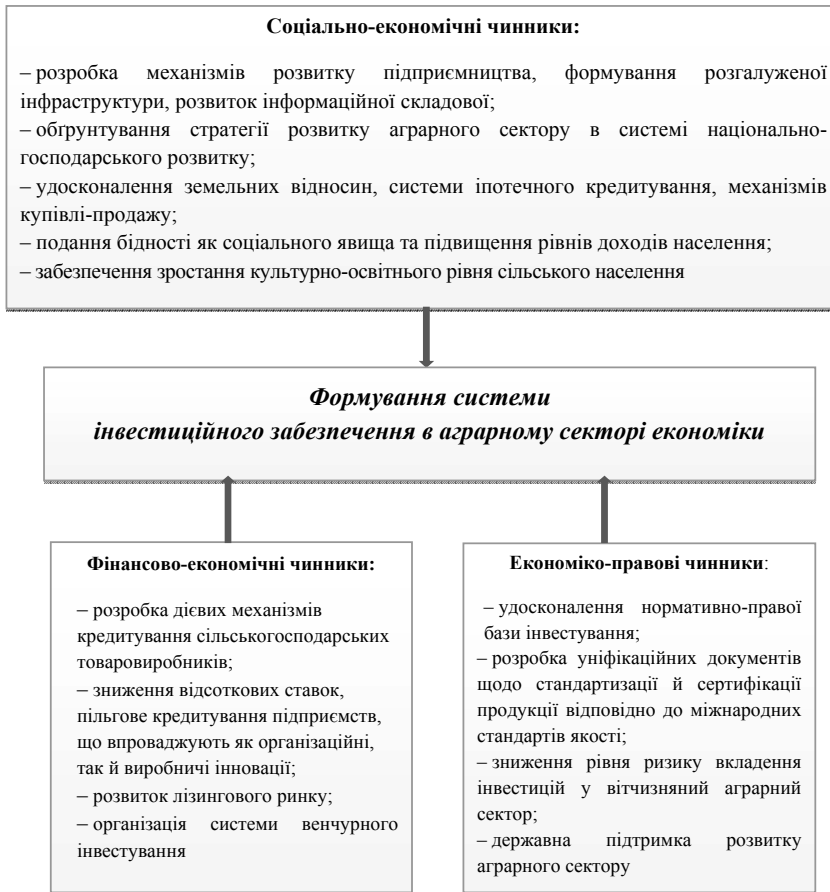 Соціально-економічні чинники:
– розробка механізмів розвитку підприємництва, формування розгалуженої
інфраструктури, розвиток інформаційної складової;
– обґрунтування стратегії розвитку аграрного сектору в системі національно-
господарського розвитку;
– удосконалення земельних відносин, системи іпотечного кредитування, механізмів
купівлі-продажу;
– подання бідності як соціального явища та підвищення рівнів доходів населення;
– забезпечення зростання культурно-освітнього рівня сільського населення
Формування системи
інвестиційного забезпечення в аграрному секторі економіки
Фінансово-економічні чинники:
– розробка дієвих механізмів
кредитування сільськогосподарських
товаровиробників;
– зниження відсоткових ставок,
пільгове кредитування підприємств,
що впроваджують як організаційні,
так й виробничі інновації;
– розвиток лізингового ринку;
– організація системи венчурного
інвестування
Економіко-правові чинники:
– удосконалення нормативно-правої
бази інвестування;
– розробка уніфікаційних документів
щодо стандартизації й сертифікації
продукції відповідно до міжнародних
стандартів якості;
– зниження рівня ризику вкладення
інвестицій у вітчизняний аграрний
сектор;
– державна підтримка розвитку
аграрного сектору